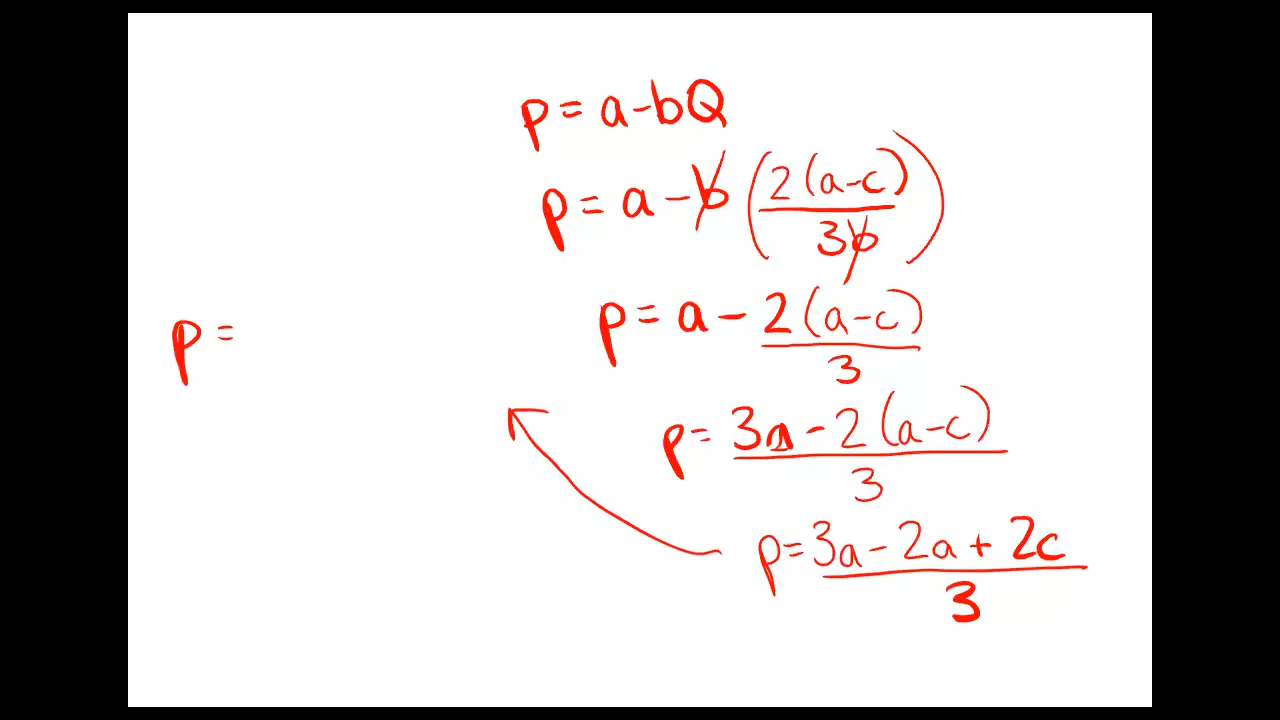 p = a - bQ
p = a - b (2(a-c) / 3b)
p = a - 2(a-c) / 3
p = 3a - 2(a-c) / 3
p = 3a - 2a + 2c / 3
p =